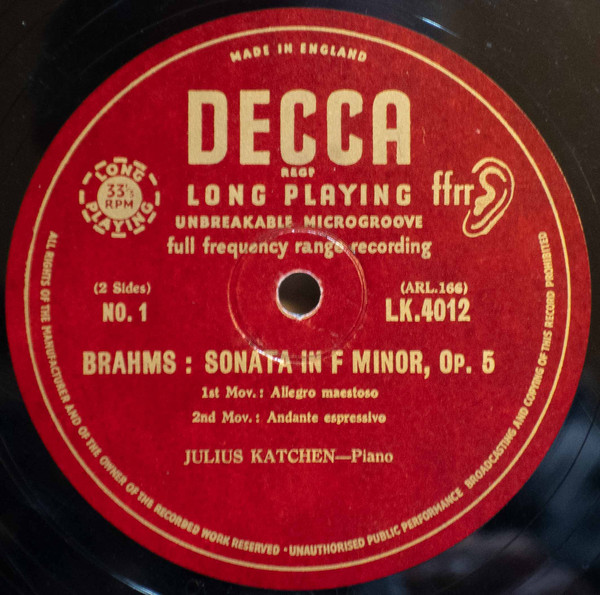 MADE IN ENGLAND
DECCA
REGD
LONG PLAYING
33⅓
RPM
LONG PLAYING
ffrr
UNBREAKABLE MICROGROOVE
full frequency range recording
(2 Sides)
NO. 1
(ARL.166)
LK.4012
BRAHMS : SONATA IN F MINOR, OP. 5
1st Mov.: Allegro maestoso
2nd Mov.: Andante espressivo
JULIUS KATCHEN—Piano
ALL RIGHTS OF THE MANUFACTURER AND OF THE OWNER OF THE RECORDED WORK RESERVED · UNAUTHORISED PUBLIC PERFORMANCE BROADCASTING AND COPYING OF THIS RECORD PROHIBITED